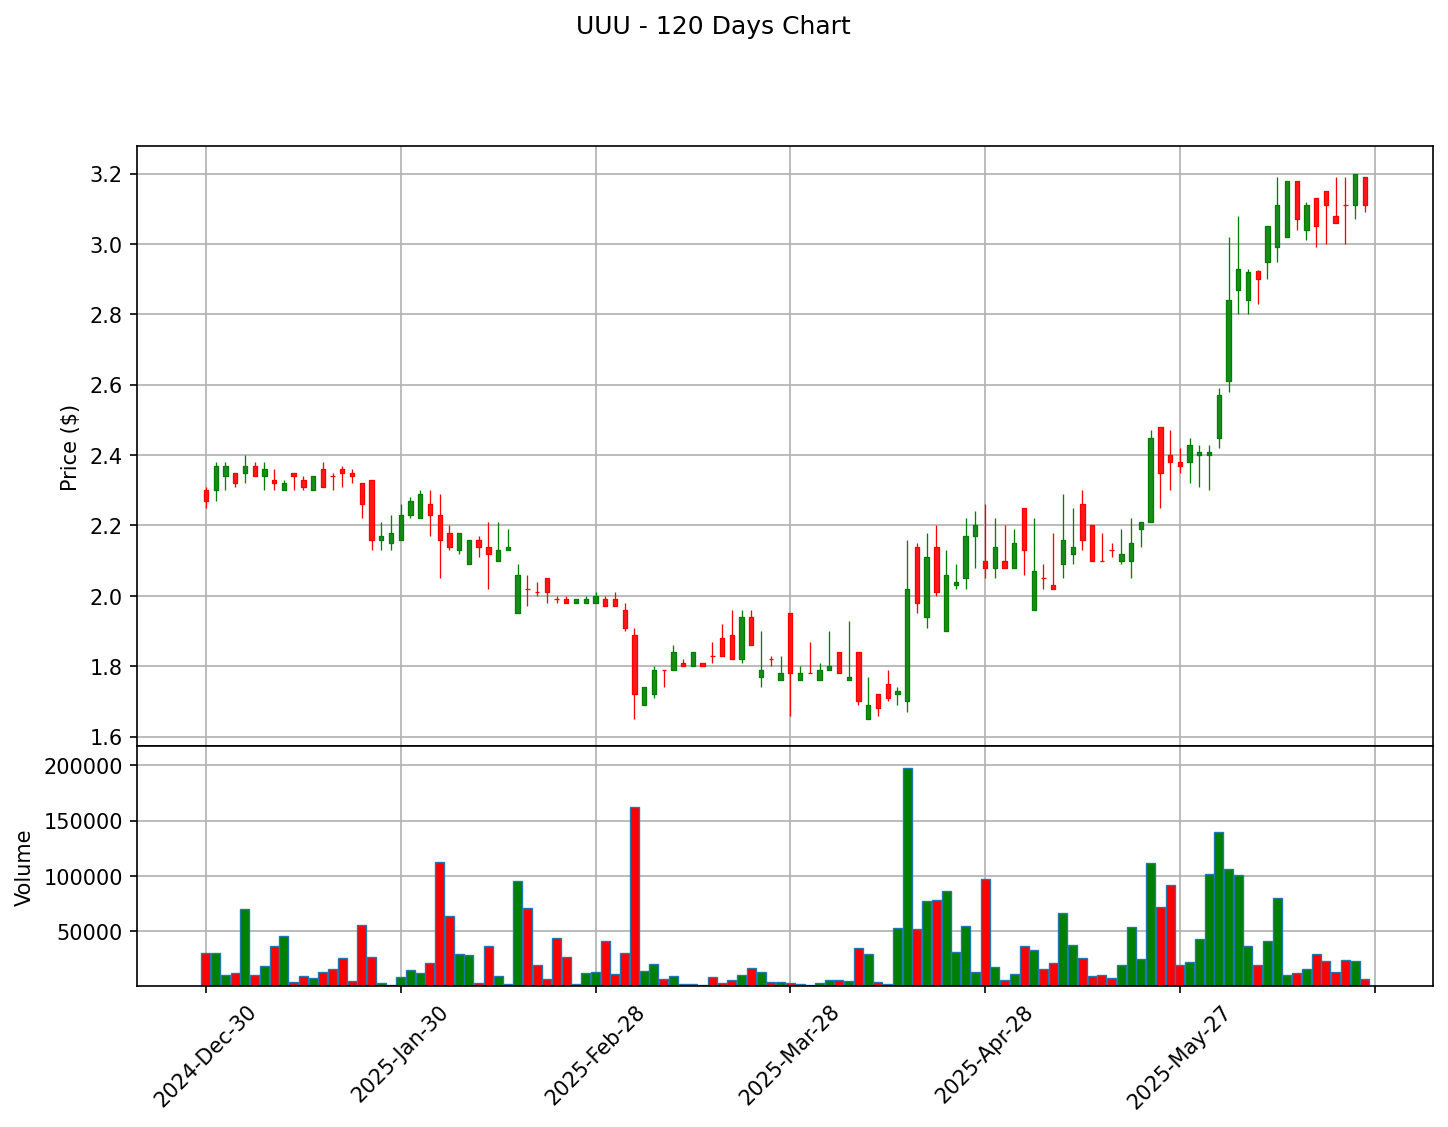 UUU - 120 Days Chart
3.2
3.0
2.8
2.6
2.4
2.2
2.0
1.8
1.6
Price ($)
200000
150000
100000
50000
Volume
2024-Dec-30
2025-Jan-30
2025-Feb-28
2025-Mar-28
2025-Apr-28
2025-May-27